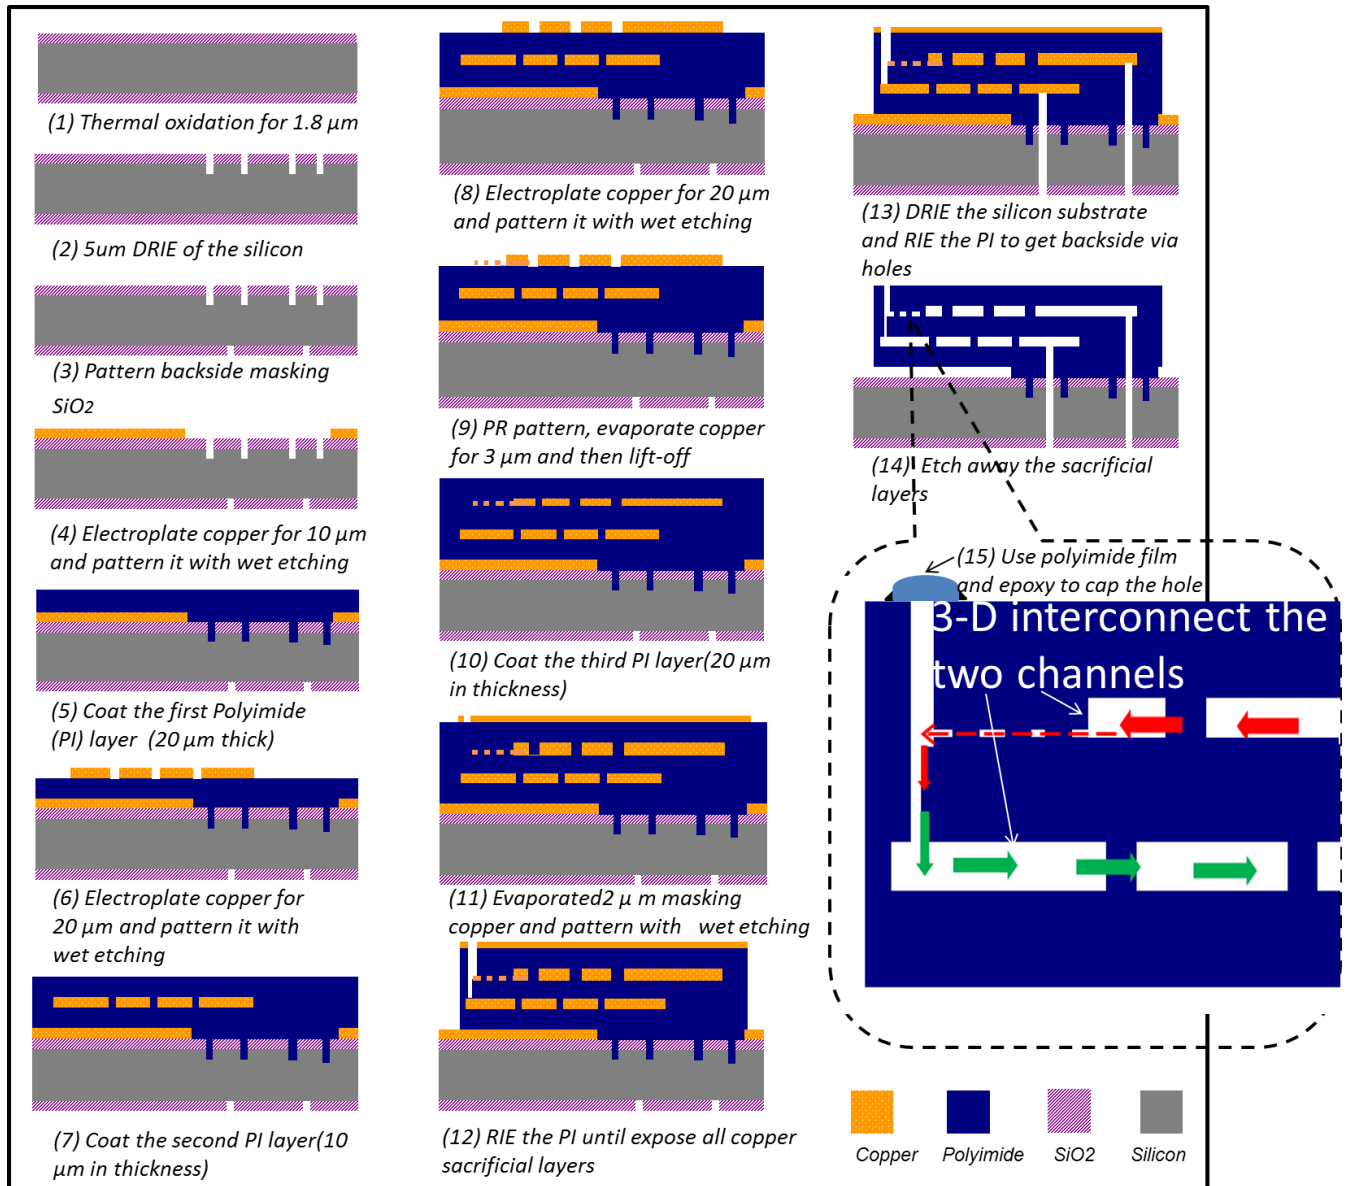 (1) Thermal oxidation for 1.8 μm
(2) 5um DRIE of the silicon
(3) Pattern backside masking
SiO2
(4) Electroplate copper for 10 μm
and pattern it with wet etching
(5) Coat the first Polyimide
(PI) layer (20 μm thick)
(6) Electroplate copper for
20 μm and pattern it with
wet etching
(7) Coat the second PI layer(10
μm in thickness)
(8) Electroplate copper for 20 μm
and pattern it with wet etching
(9) PR pattern, evaporate copper
for 3 μm and then lift-off
(10) Coat the third PI layer(20 μm
in thickness)
(11) Evaporated2 μ m masking
copper and pattern with wet etching
(12) RIE the PI until expose all copper
sacrificial layers
(13) DRIE the silicon substrate
and RIE the PI to get backside via
holes
(14) Etch away the sacrificial
layers
(15) Use polyimide film
and epoxy to cap the hole
3-D interconnect the
two channels
Copper
Polyimide
SiO2
Silicon